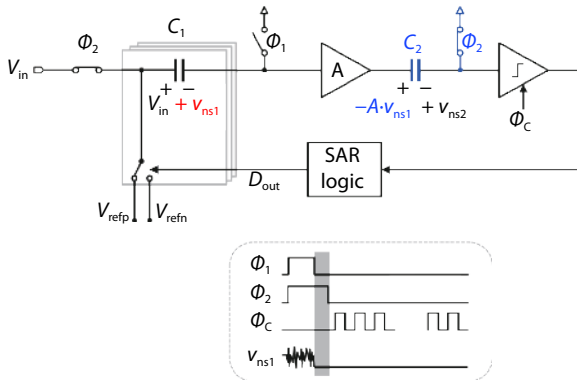 C1
Φ2
Φ1
Vin
A
C2
Φ2
+ −
Vin + vns1
+ −
−A·vns1 + vns2
ΦC
SAR
logic
Dout
Vrefp Vrefn
Φ1
Φ2
ΦC
vns1